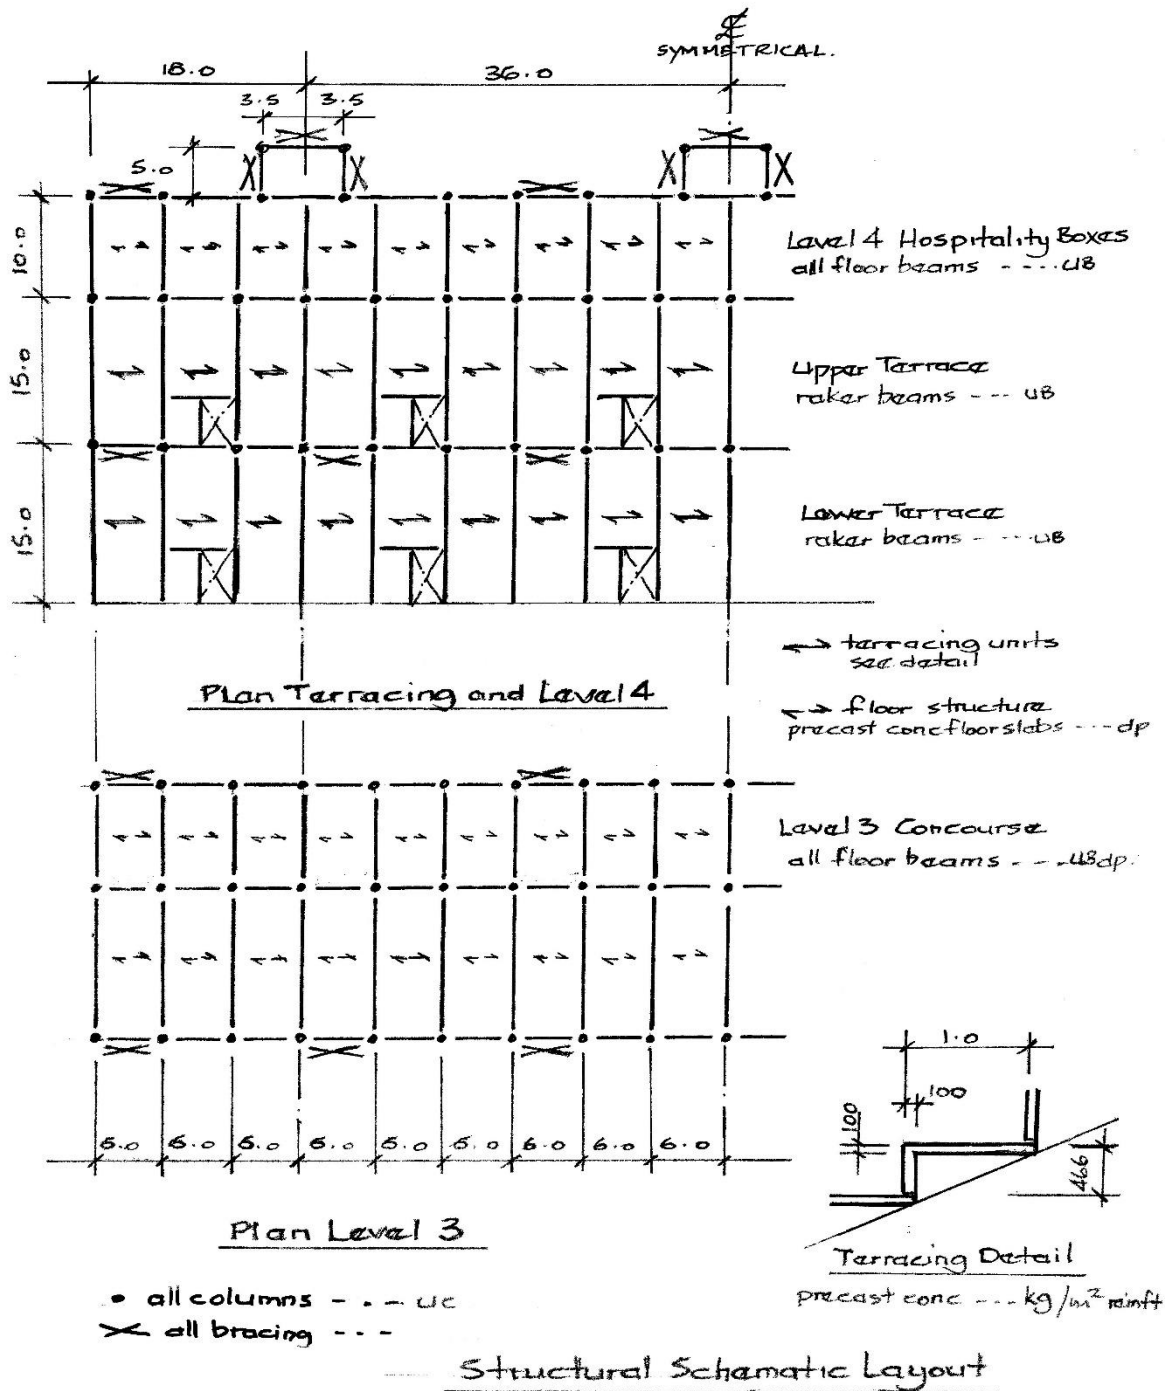 ℄
SYMMETRICAL.
18.0
36.0
3.5 3.5
5.0
10.0
15.0
15.0
Level 4 Hospitality Boxes
all floor beams - ---- UB
Upper Terrace
raker beams --- UB
Lower Terrace
raker beams - ---- UB
terracing units
see detail
floor structure
precast conc floor slabs --- dp
Plan Terracing and Level 4
Level 3 Concourse
all floor beams - - - UB dp.
6.0 6.0 6.0 6.0 6.0 6.0 6.0 6.0 6.0
Plan Level 3
• all columns - . - UC
all bracing - - -
1.0
100
100
466
Terracing Detail
precast conc --- kg/m² reinft
Structural Schematic Layout